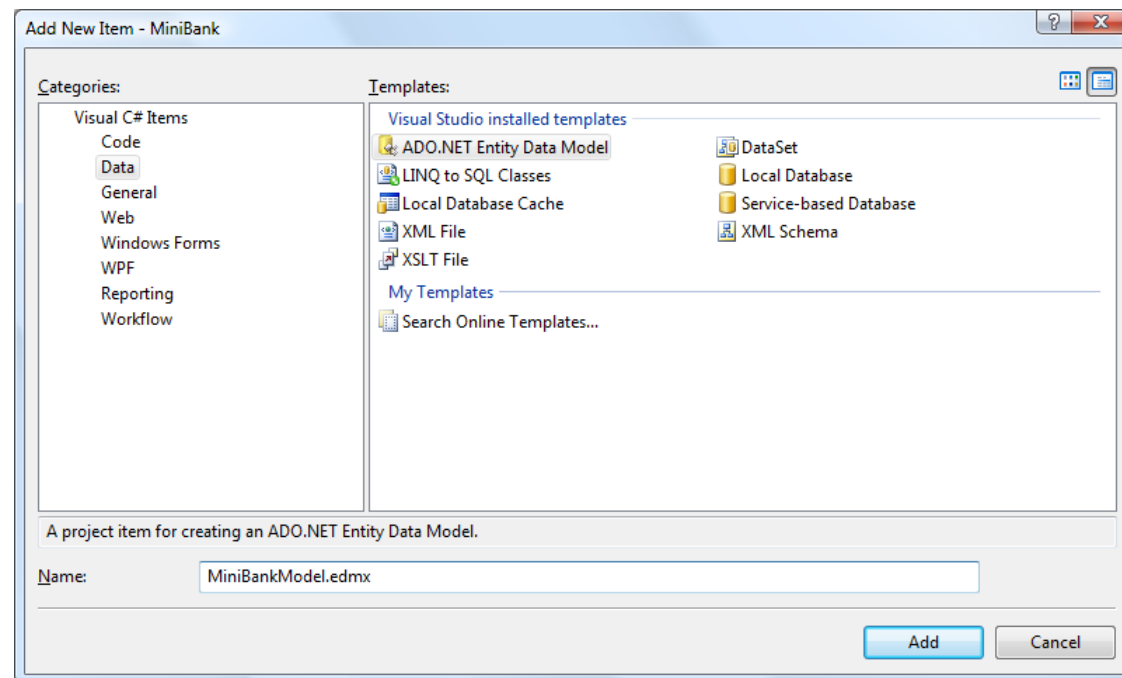 Add New Item - MiniBank
Categories:
Templates:
Visual C# Items
Code
Data
General
Web
Windows Forms
WPF
Reporting
Workflow
Visual Studio installed templates
ADO.NET Entity Data Model
DataSet
LINQ to SQL Classes
Local Database
Local Database Cache
Service-based Database
XML File
XML Schema
XSLT File
My Templates
Search Online Templates...
A project item for creating an ADO.NET Entity Data Model.
Name:
MiniBankModel.edmx
Add
Cancel